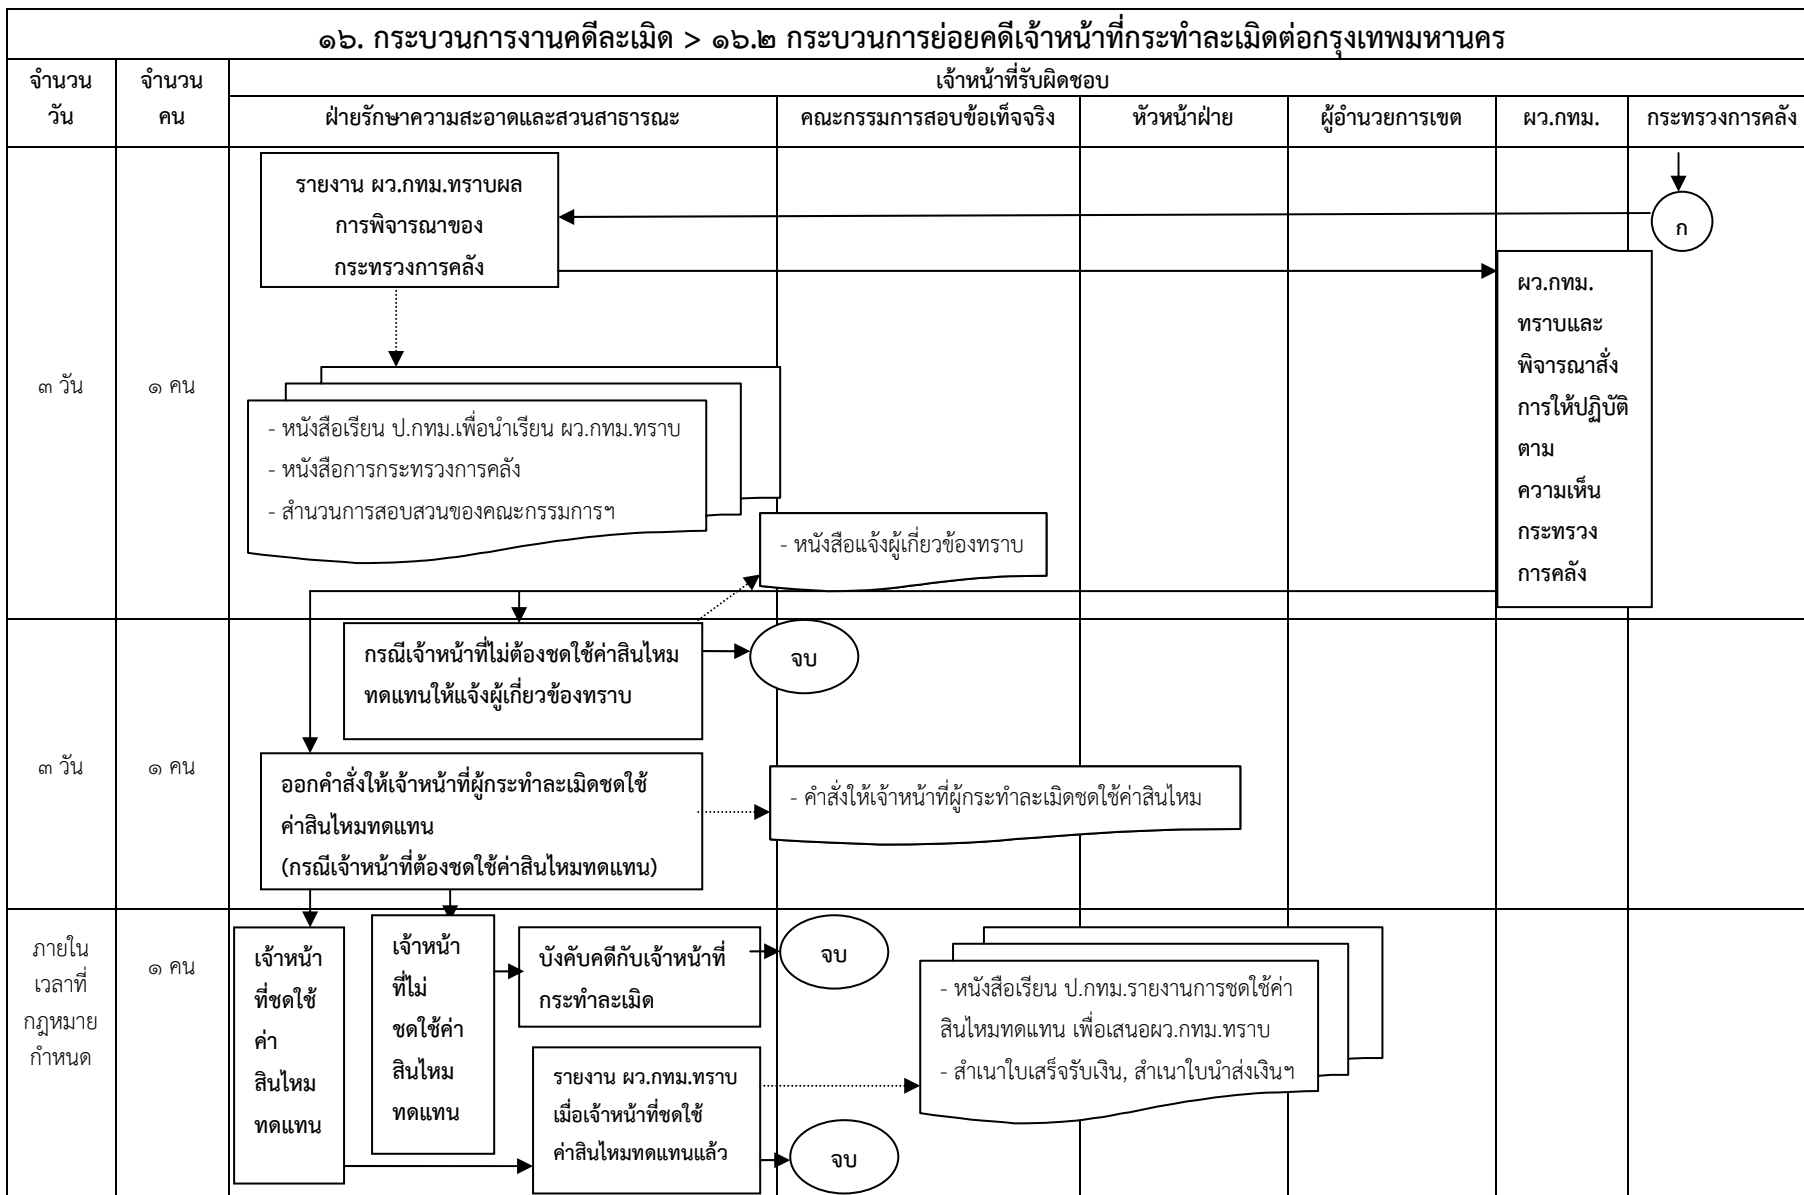 ๑๖. กระบวนการงานคดีละเมิด > ๑๖.๒ กระบวนการย่อยคดีเจ้าหน้าที่กระทำละเมิดต่อกรุงเทพมหานคร
จำนวน
วัน
จำนวน
คน
เจ้าหน้าที่รับผิดชอบ
ฝ่ายรักษาความสะอาดและสวนสาธารณะ
คณะกรรมการสอบข้อเท็จจริง
หัวหน้าฝ่าย
ผู้อำนวยการเขต
ผว.กทม.
กระทรวงการคลัง
๓ วัน
๑ คน
รายงาน ผว.กทม.ทราบผล
การพิจารณาของ
กระทรวงการคลัง
ก
ผว.กทม.
ทราบและ
พิจารณาสั่ง
การให้ปฏิบัติ
ตาม
ความเห็น
กระทรวง
การคลัง
- หนังสือเรียน ป.กทม.เพื่อนำเรียน ผว.กทม.ทราบ
- หนังสือการกระทรวงการคลัง
- สำนวนการสอบสวนของคณะกรรมการฯ
- หนังสือแจ้งผู้เกี่ยวข้องทราบ
๓ วัน
๑ คน
กรณีเจ้าหน้าที่ไม่ต้องชดใช้ค่าสินไหม
ทดแทนให้แจ้งผู้เกี่ยวข้องทราบ
จบ
ออกคำสั่งให้เจ้าหน้าที่ผู้กระทำละเมิดชดใช้
ค่าสินไหมทดแทน
(กรณีเจ้าหน้าที่ต้องชดใช้ค่าสินไหมทดแทน)
- คำสั่งให้เจ้าหน้าที่ผู้กระทำละเมิดชดใช้ค่าสินไหม
ภายใน
เวลาที่
กฎหมาย
กำหนด
๑ คน
เจ้าหน้า
ที่ชดใช้
ค่า
สินไหม
ทดแทน
เจ้าหน้า
ที่ไม่
ชดใช้ค่า
สินไหม
ทดแทน
บังคับคดีกับเจ้าหน้าที่
กระทำละเมิด
จบ
รายงาน ผว.กทม.ทราบ
เมื่อเจ้าหน้าที่ชดใช้
ค่าสินไหมทดแทนแล้ว
จบ
- หนังสือเรียน ป.กทม.รายงานการชดใช้ค่า
สินไหมทดแทน เพื่อเสนอผว.กทม.ทราบ
- สำเนาใบเสร็จรับเงิน, สำเนาใบนำส่งเงินฯ